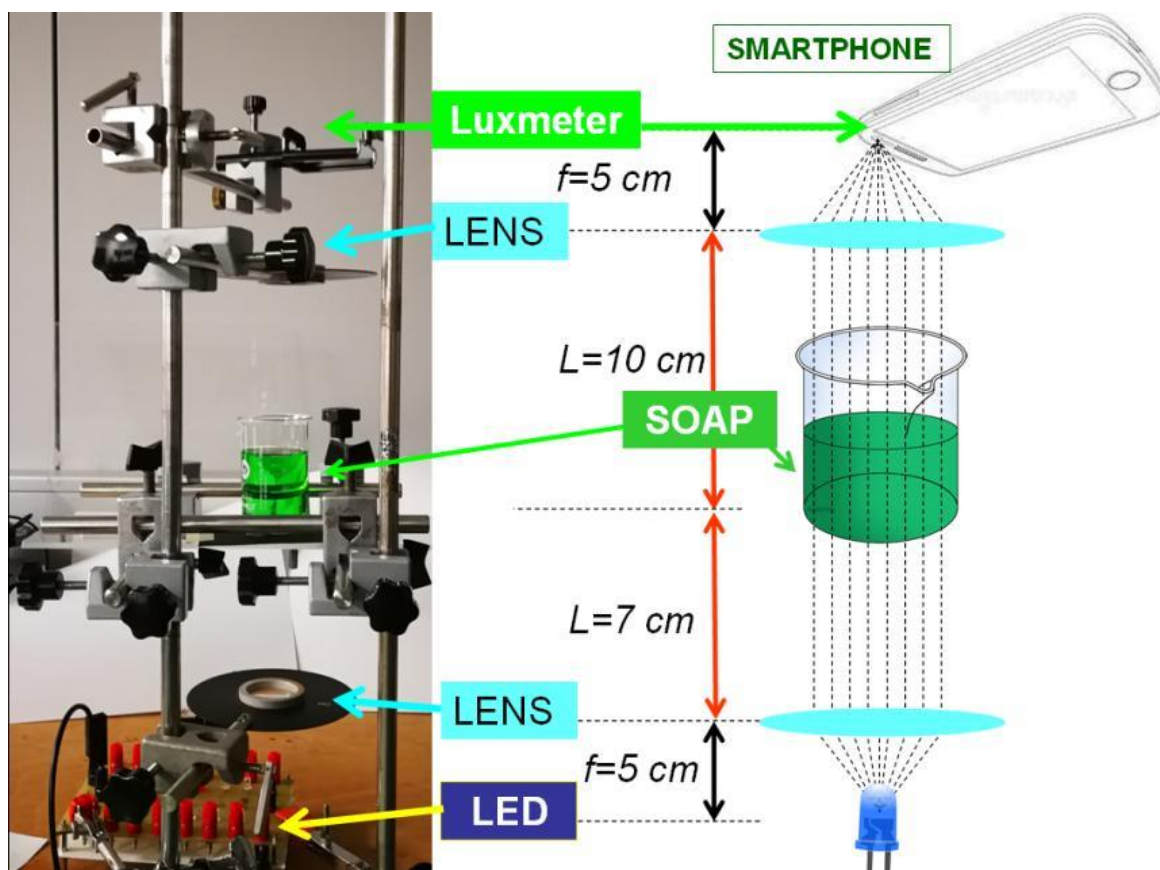 SMARTPHONE
Luxmeter
f=5 cm
LENS
L=10 cm
SOAP
L=7 cm
LENS
f=5 cm
LED